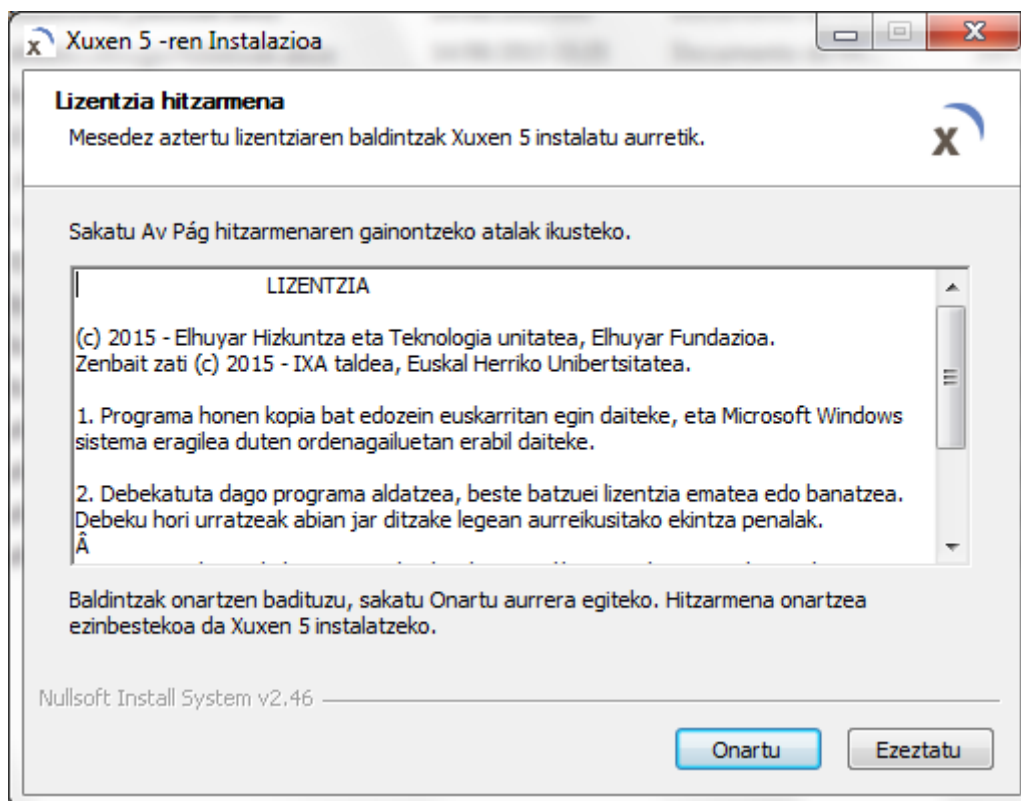 Xuxen 5 -ren Instalazioa
Lizentzia hitzarmena
Mesedez aztertu lizentziaren baldintzak Xuxen 5 instalatu aurretik.
Sakatu Av Pág hitzarmenaren gainontzeko atalak ikusteko.
LIZENTZIA
(c) 2015 - Elhuyar Hizkuntza eta Teknologia unitatea, Elhuyar Fundazioa.
Zenbait zati (c) 2015 - IXA taldea, Euskal Herriko Unibertsitatea.
1. Programa honen kopia bat edozein euskarritan egin daiteke, eta Microsoft Windows
sistema eragilea duten ordenagailuetan erabil daiteke.
2. Debekatuta dago programa aldatzea, beste batzuei lizentzia ematea edo banatzea.
Debeku hori urratzeak abian jar ditzake legean aurreikusitako ekintza penalak.
Â
Baldintzak onartzen badituzu, sakatu Onartu aurrera egiteko. Hitzarmena onartzea
ezinbestekoa da Xuxen 5 instalatzeko.
Nullsoft Install System v2.46
Onartu
Ezeztatu